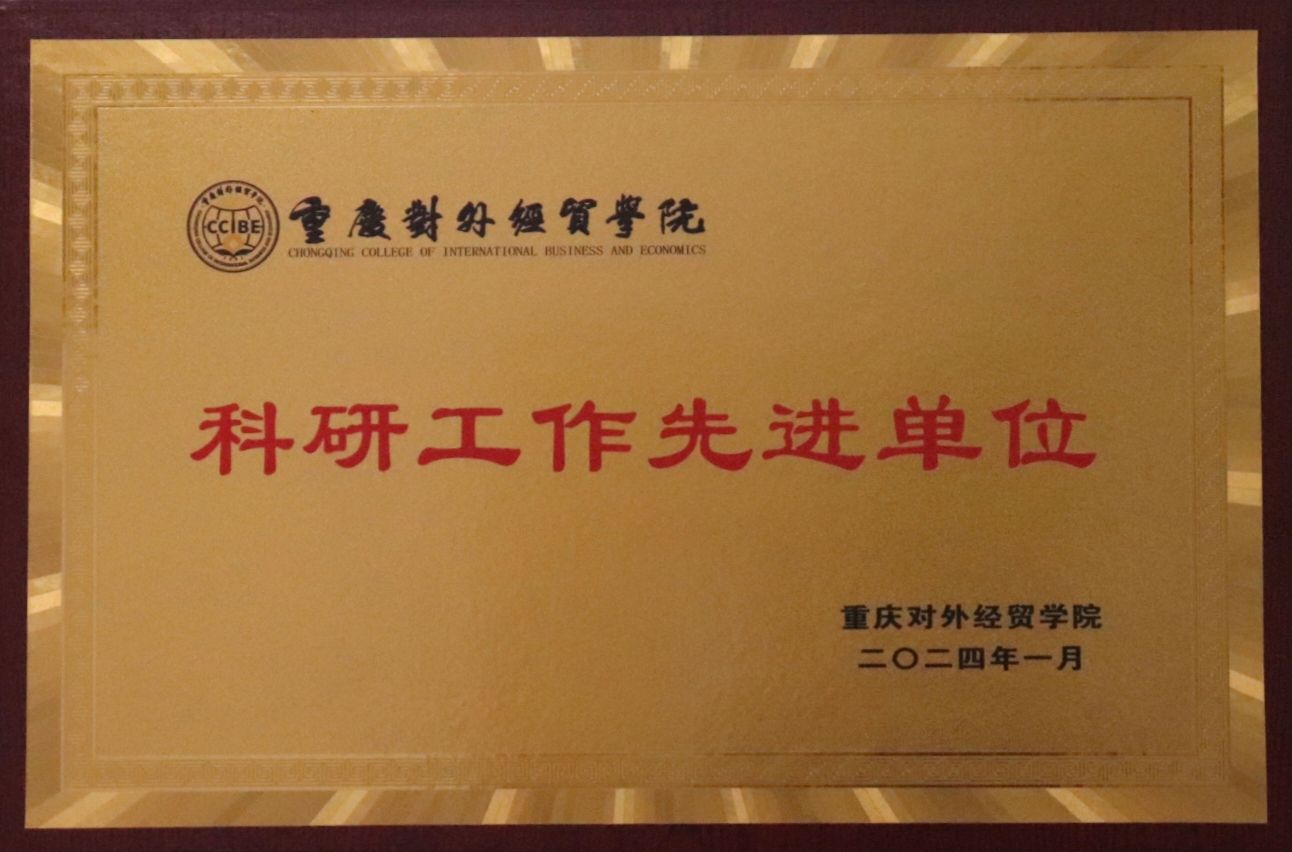 CCIBE
重慶對外經貿學院
CHONGQING COLLEGE OF INTERNATIONAL BUSINESS AND ECONOMICS
科研工作先进单位
重庆对外经贸学院
二〇二四年一月